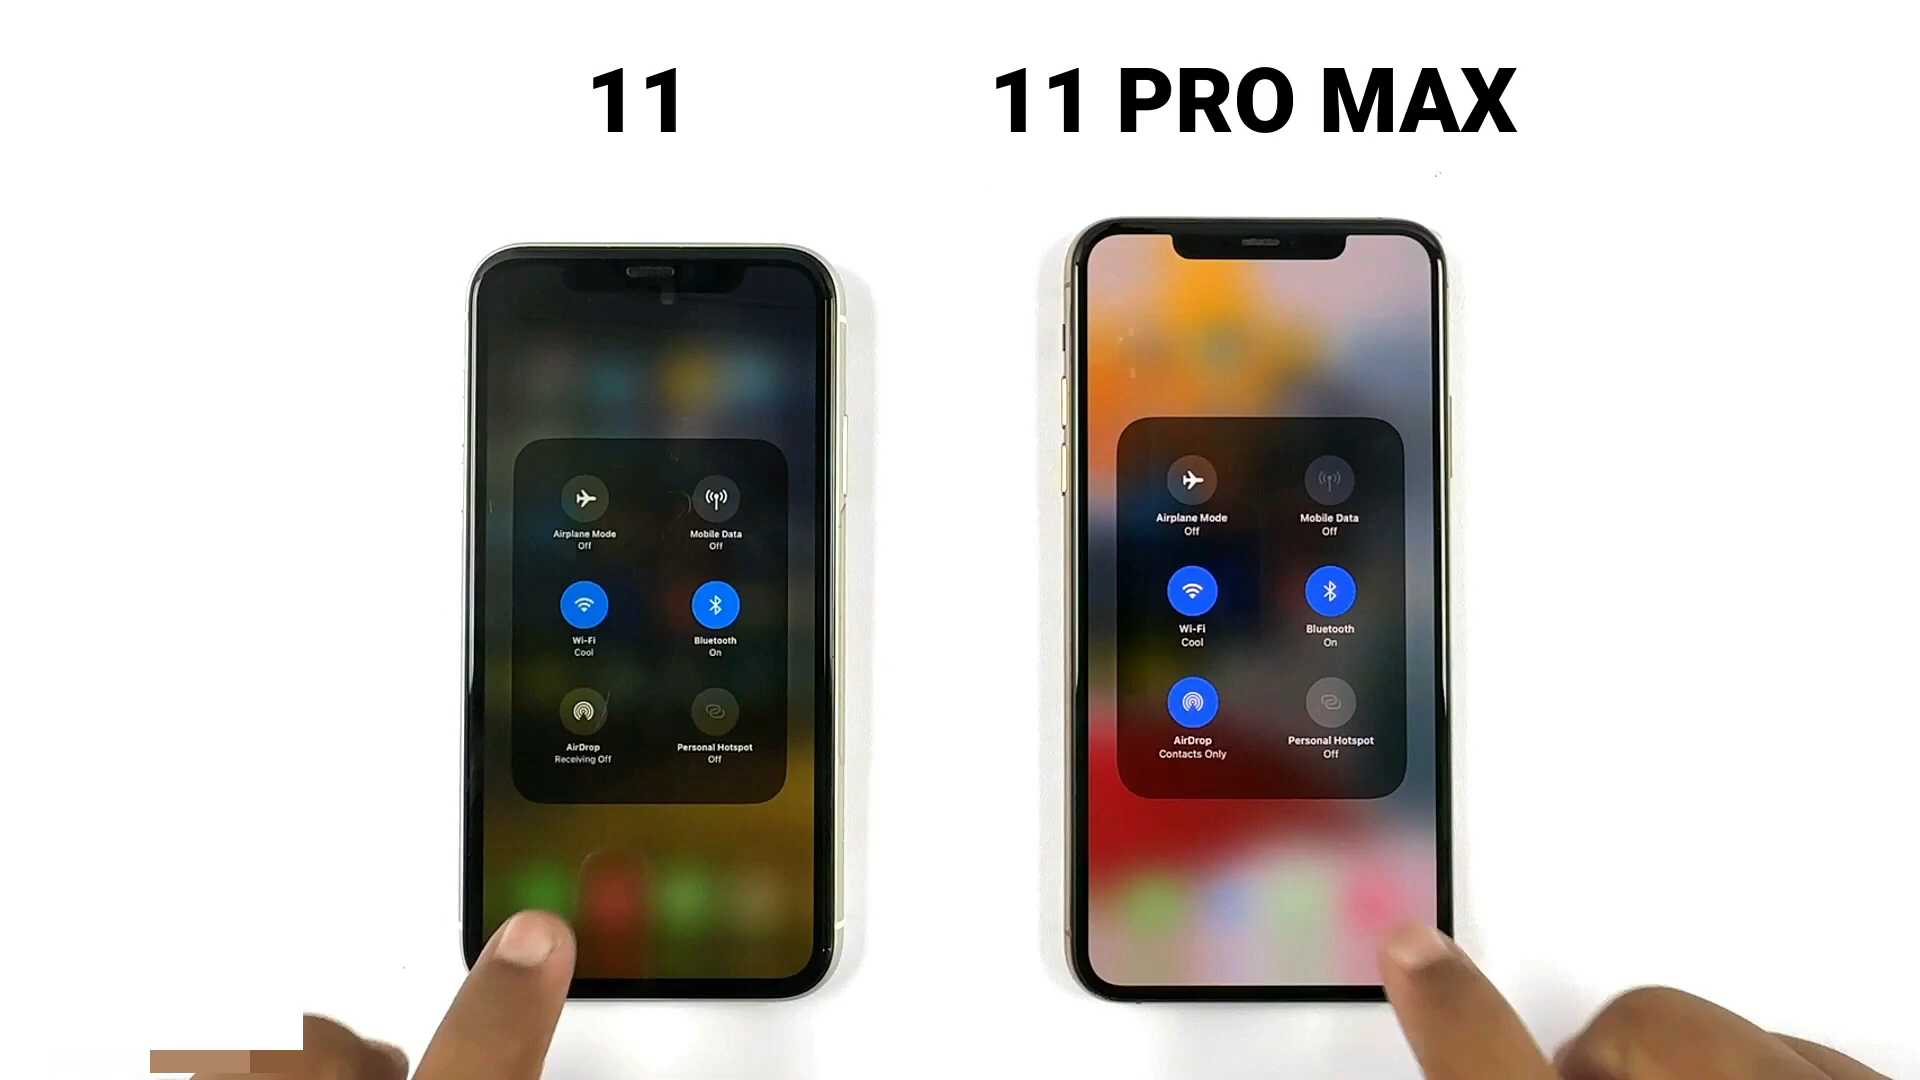 11
11 PRO MAX
Airplane Mode
Off
Mobile Data
Off
Wi-Fi
Cool
Bluetooth
On
AirDrop
Receiving Off
Personal Hotspot
Off
Airplane Mode
Off
Mobile Data
Off
Wi-Fi
Cool
Bluetooth
On
AirDrop
Contacts Only
Personal Hotspot
Off